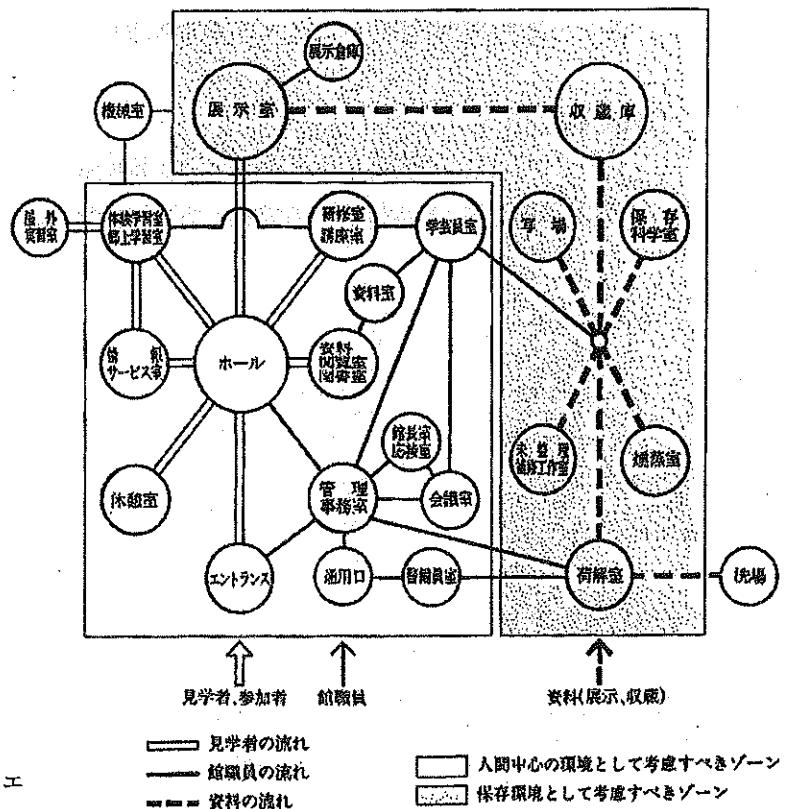 展示倉庫
展示室
収蔵庫
機械室
屋外
実習室
体験学習室
郷土学習室
研修室
講座室
学芸員室
写場
保存
科学室
資料室
情報
サービス室
ホール
資料
閲覧室
図書室
館長室
応接室
未整理
補修工作室
燻蒸室
休憩室
管理
事務室
会議室
エントランス
通用口
警備員室
荷解室
洗場
見学者、参加者
館職員
資料(展示、収蔵)
見学者の流れ
館職員の流れ
資料の流れ
人間中心の環境として考慮すべきゾーン
保存環境として考慮すべきゾーン
エ